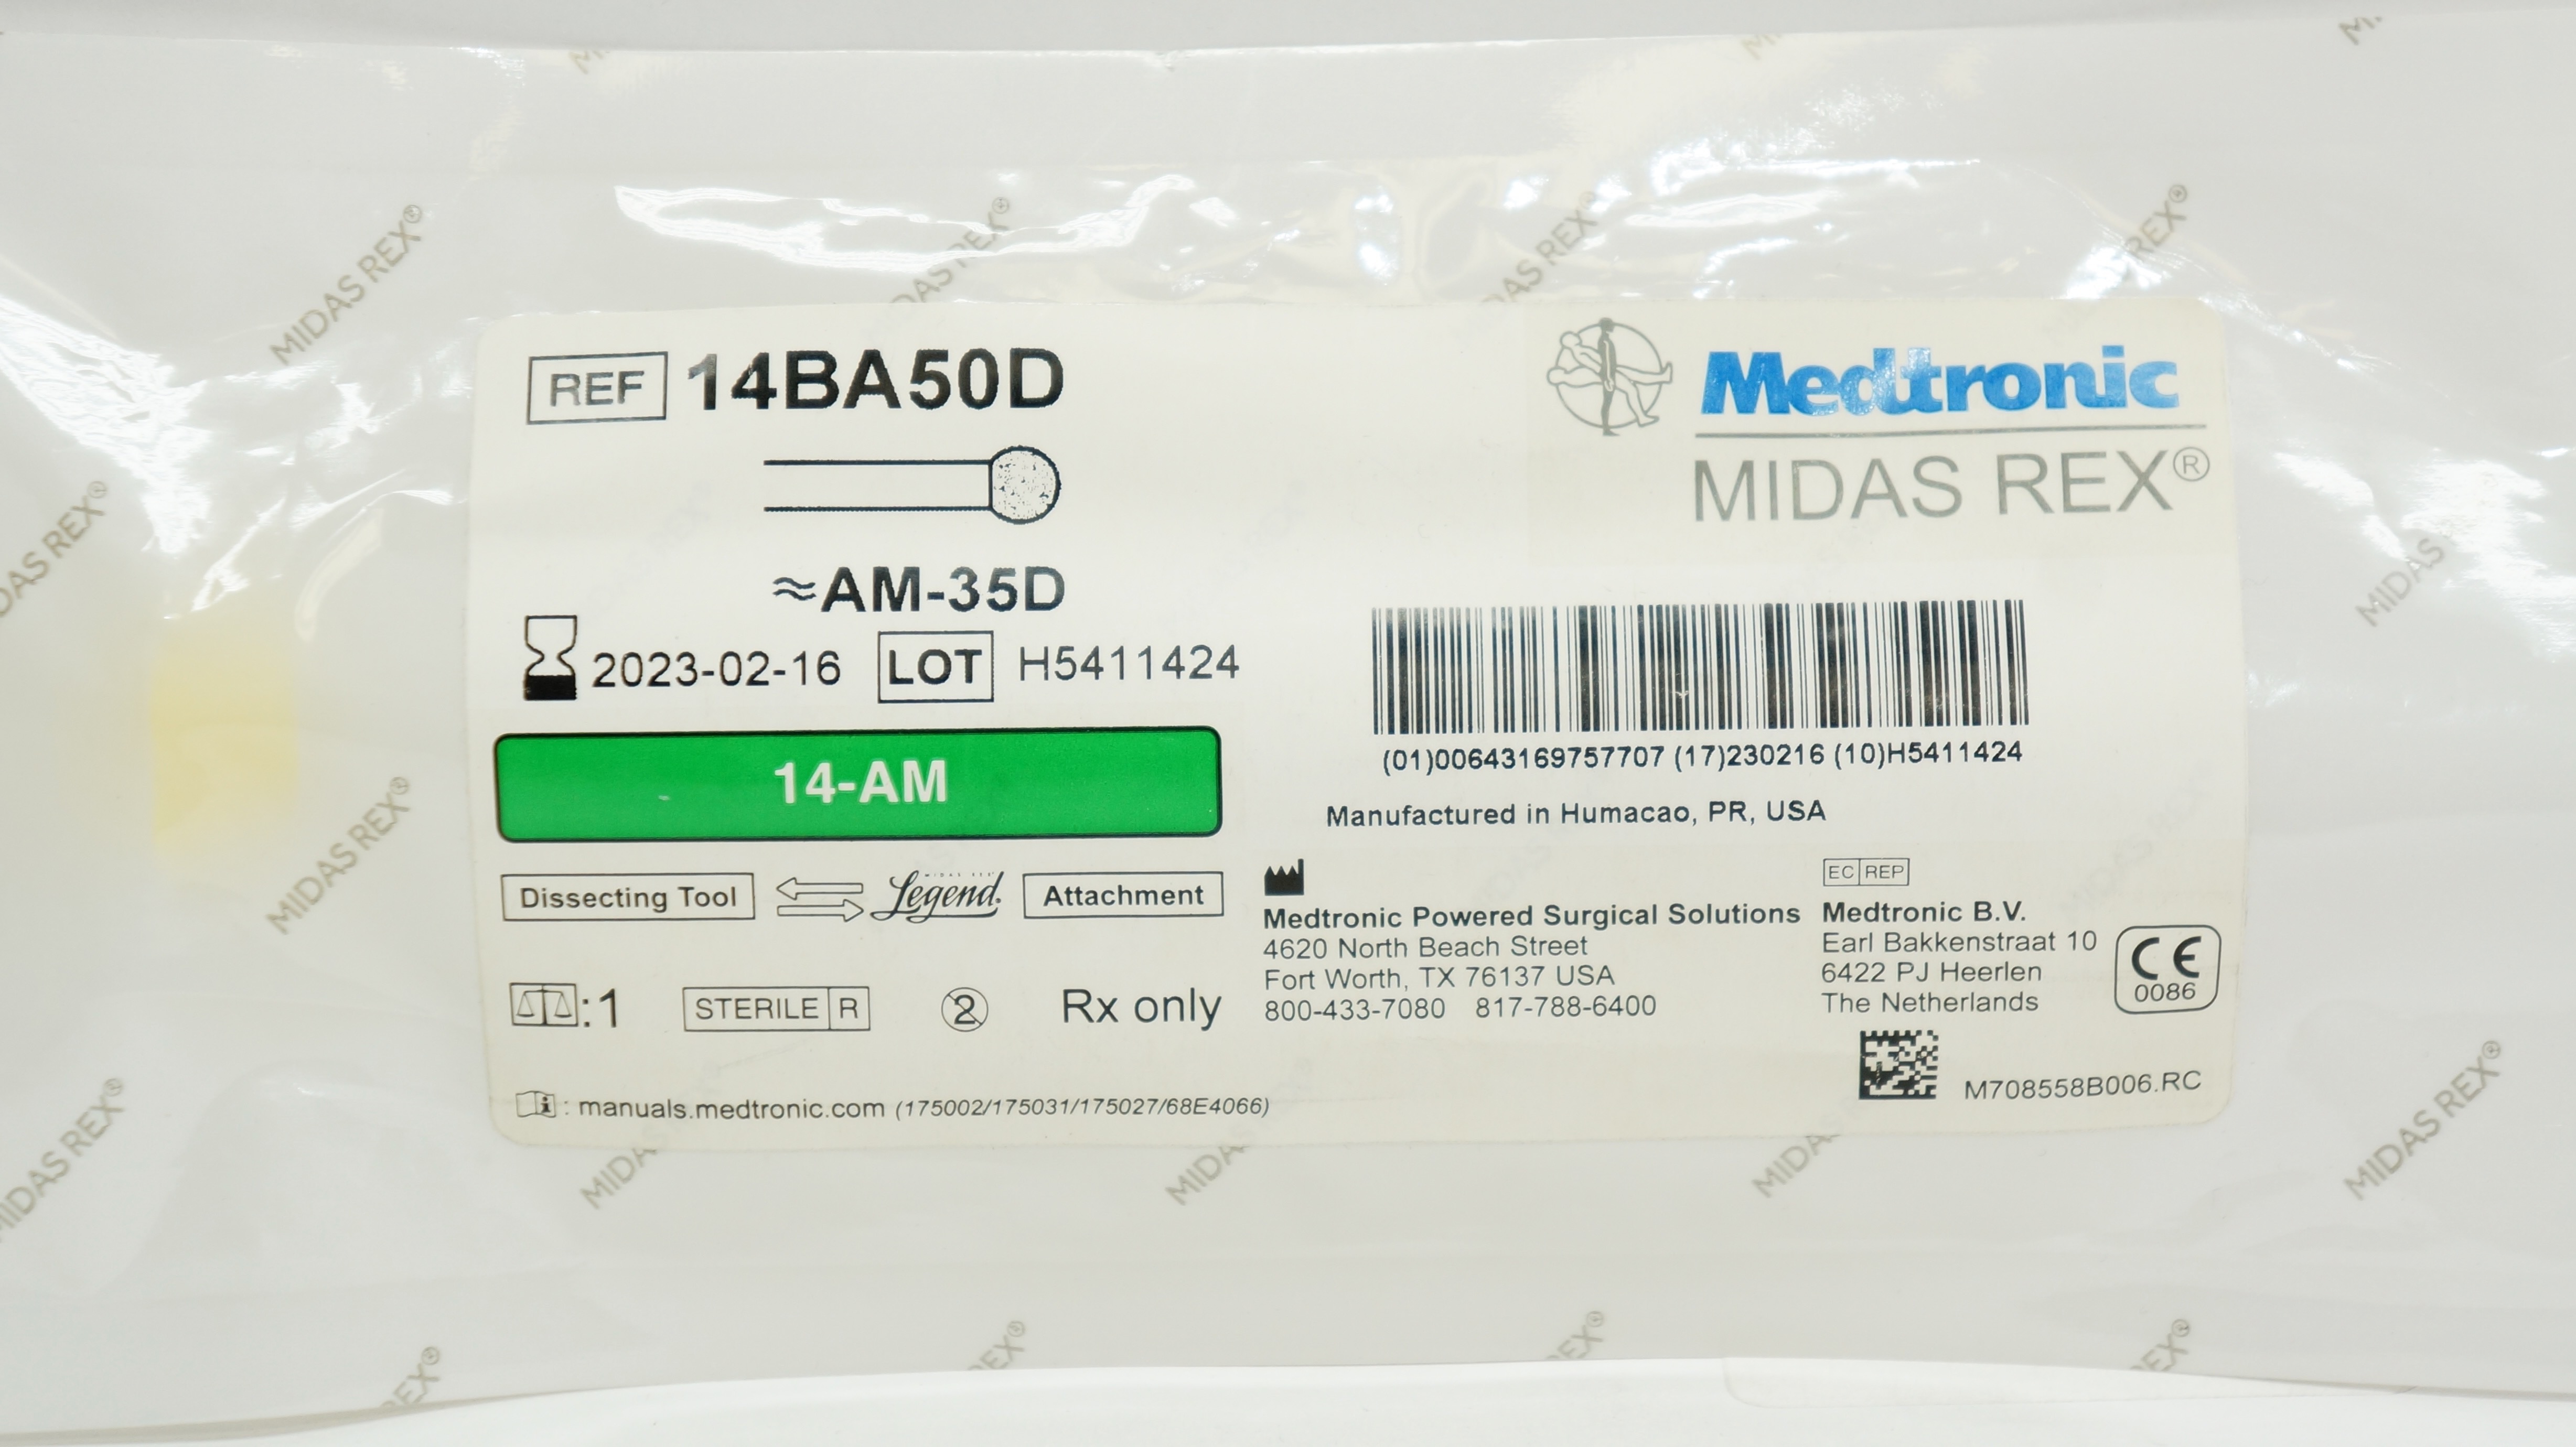 REF 14BA50D
≈AM-35D
2023-02-16 LOT H5411424
14-AM
Dissecting Tool Legend Attachment
:1 STERILE R 2 Rx only
: manuals.medtronic.com (175002/175031/175027/68E4066)
Medtronic
MIDAS REX®
(01)00643169757707 (17)230216 (10)H5411424
Manufactured in Humacao, PR, USA
Medtronic Powered Surgical Solutions
4620 North Beach Street
Fort Worth, TX 76137 USA
800-433-7080 817-788-6400
EC REP
Medtronic B.V.
Earl Bakkenstraat 10
6422 PJ Heerlen
The Netherlands
CE
0086
M708558B006.RC
MIDAS REX®
MIDAS REX®
MIDAS REX®
MIDAS REX®